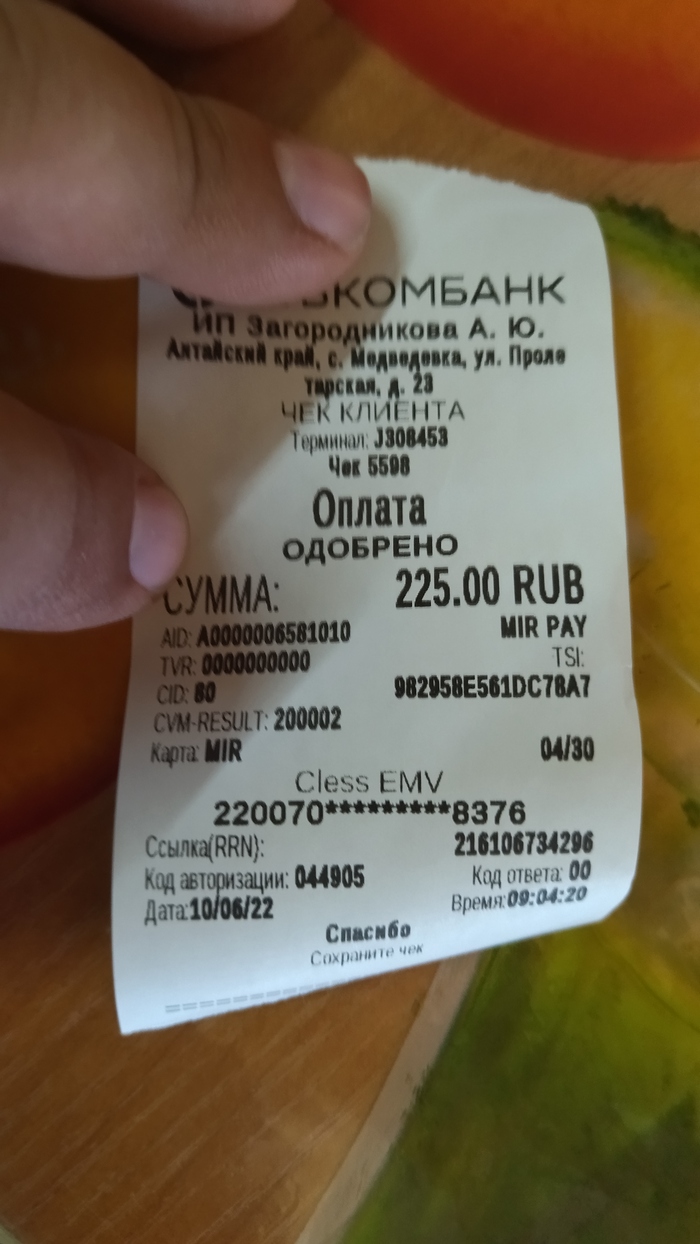 КОМБАНК
ИП Загородникова А. Ю.
Алтайский край, с. Медведевка, ул. Проле
тарская, д. 23
ЧЕК КЛИЕНТА
Терминал: J308453
Чек 5598
Оплата
ОДОБРЕНО
СУММА: 225.00 RUB
AID: A0000006581010 MIR PAY
TVR: 0000000000 TSI:
CID: 80 982958E561DC78A7
CVM-RESULT: 200002
Карта: MIR 04/30
Cless EMV
220070*********8376
Ссылка(RRN): 216106734296
Код авторизации: 044905 Код ответа: 00
Дата:10/06/22 Время:09:04:20
Спасибо
Сохраните чек